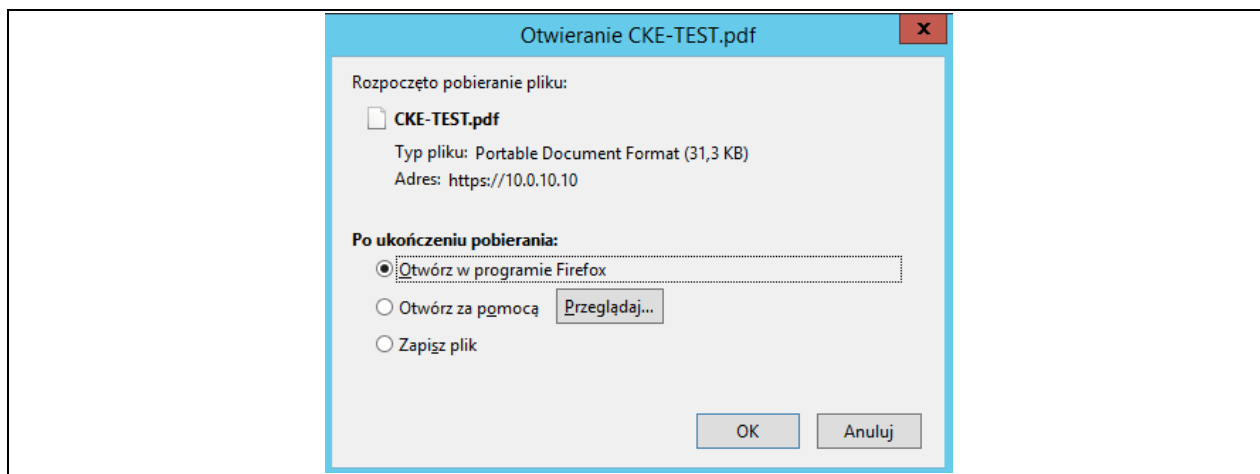 Otwieranie CKE-TEST.pdf
x
Rozpoczęto pobieranie pliku:
CKE-TEST.pdf
Typ pliku: Portable Document Format (31,3 KB)
Adres: https://10.0.10.10
Po ukończeniu pobierania:
Otwórz w programie Firefox
Otwórz za pomocą Przeglądaj...
Zapisz plik
OK Anuluj